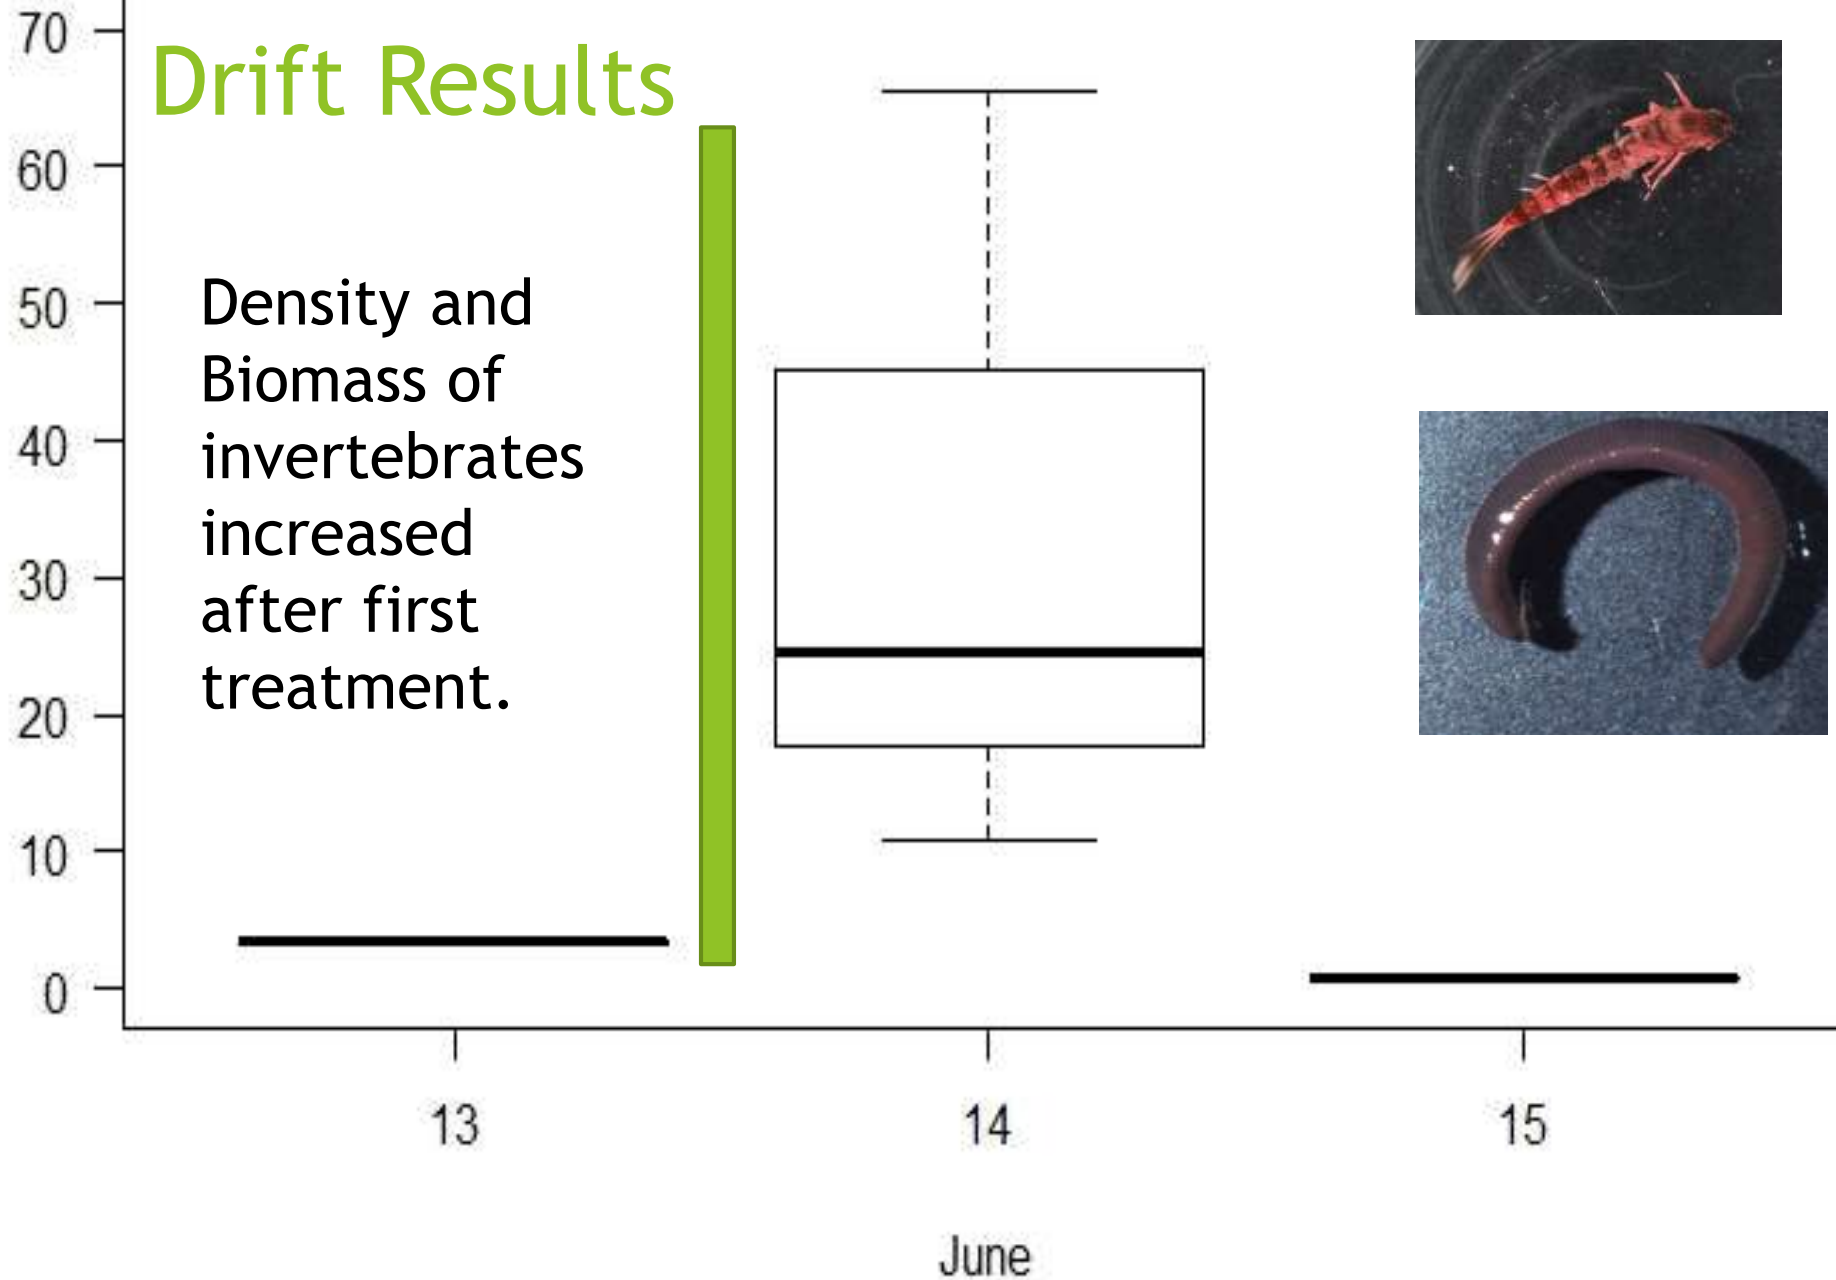 Drift Results
Density and
Biomass of
invertebrates
increased
after first
treatment.
70
60
50
40
30
20
10
0
13
14
15
June